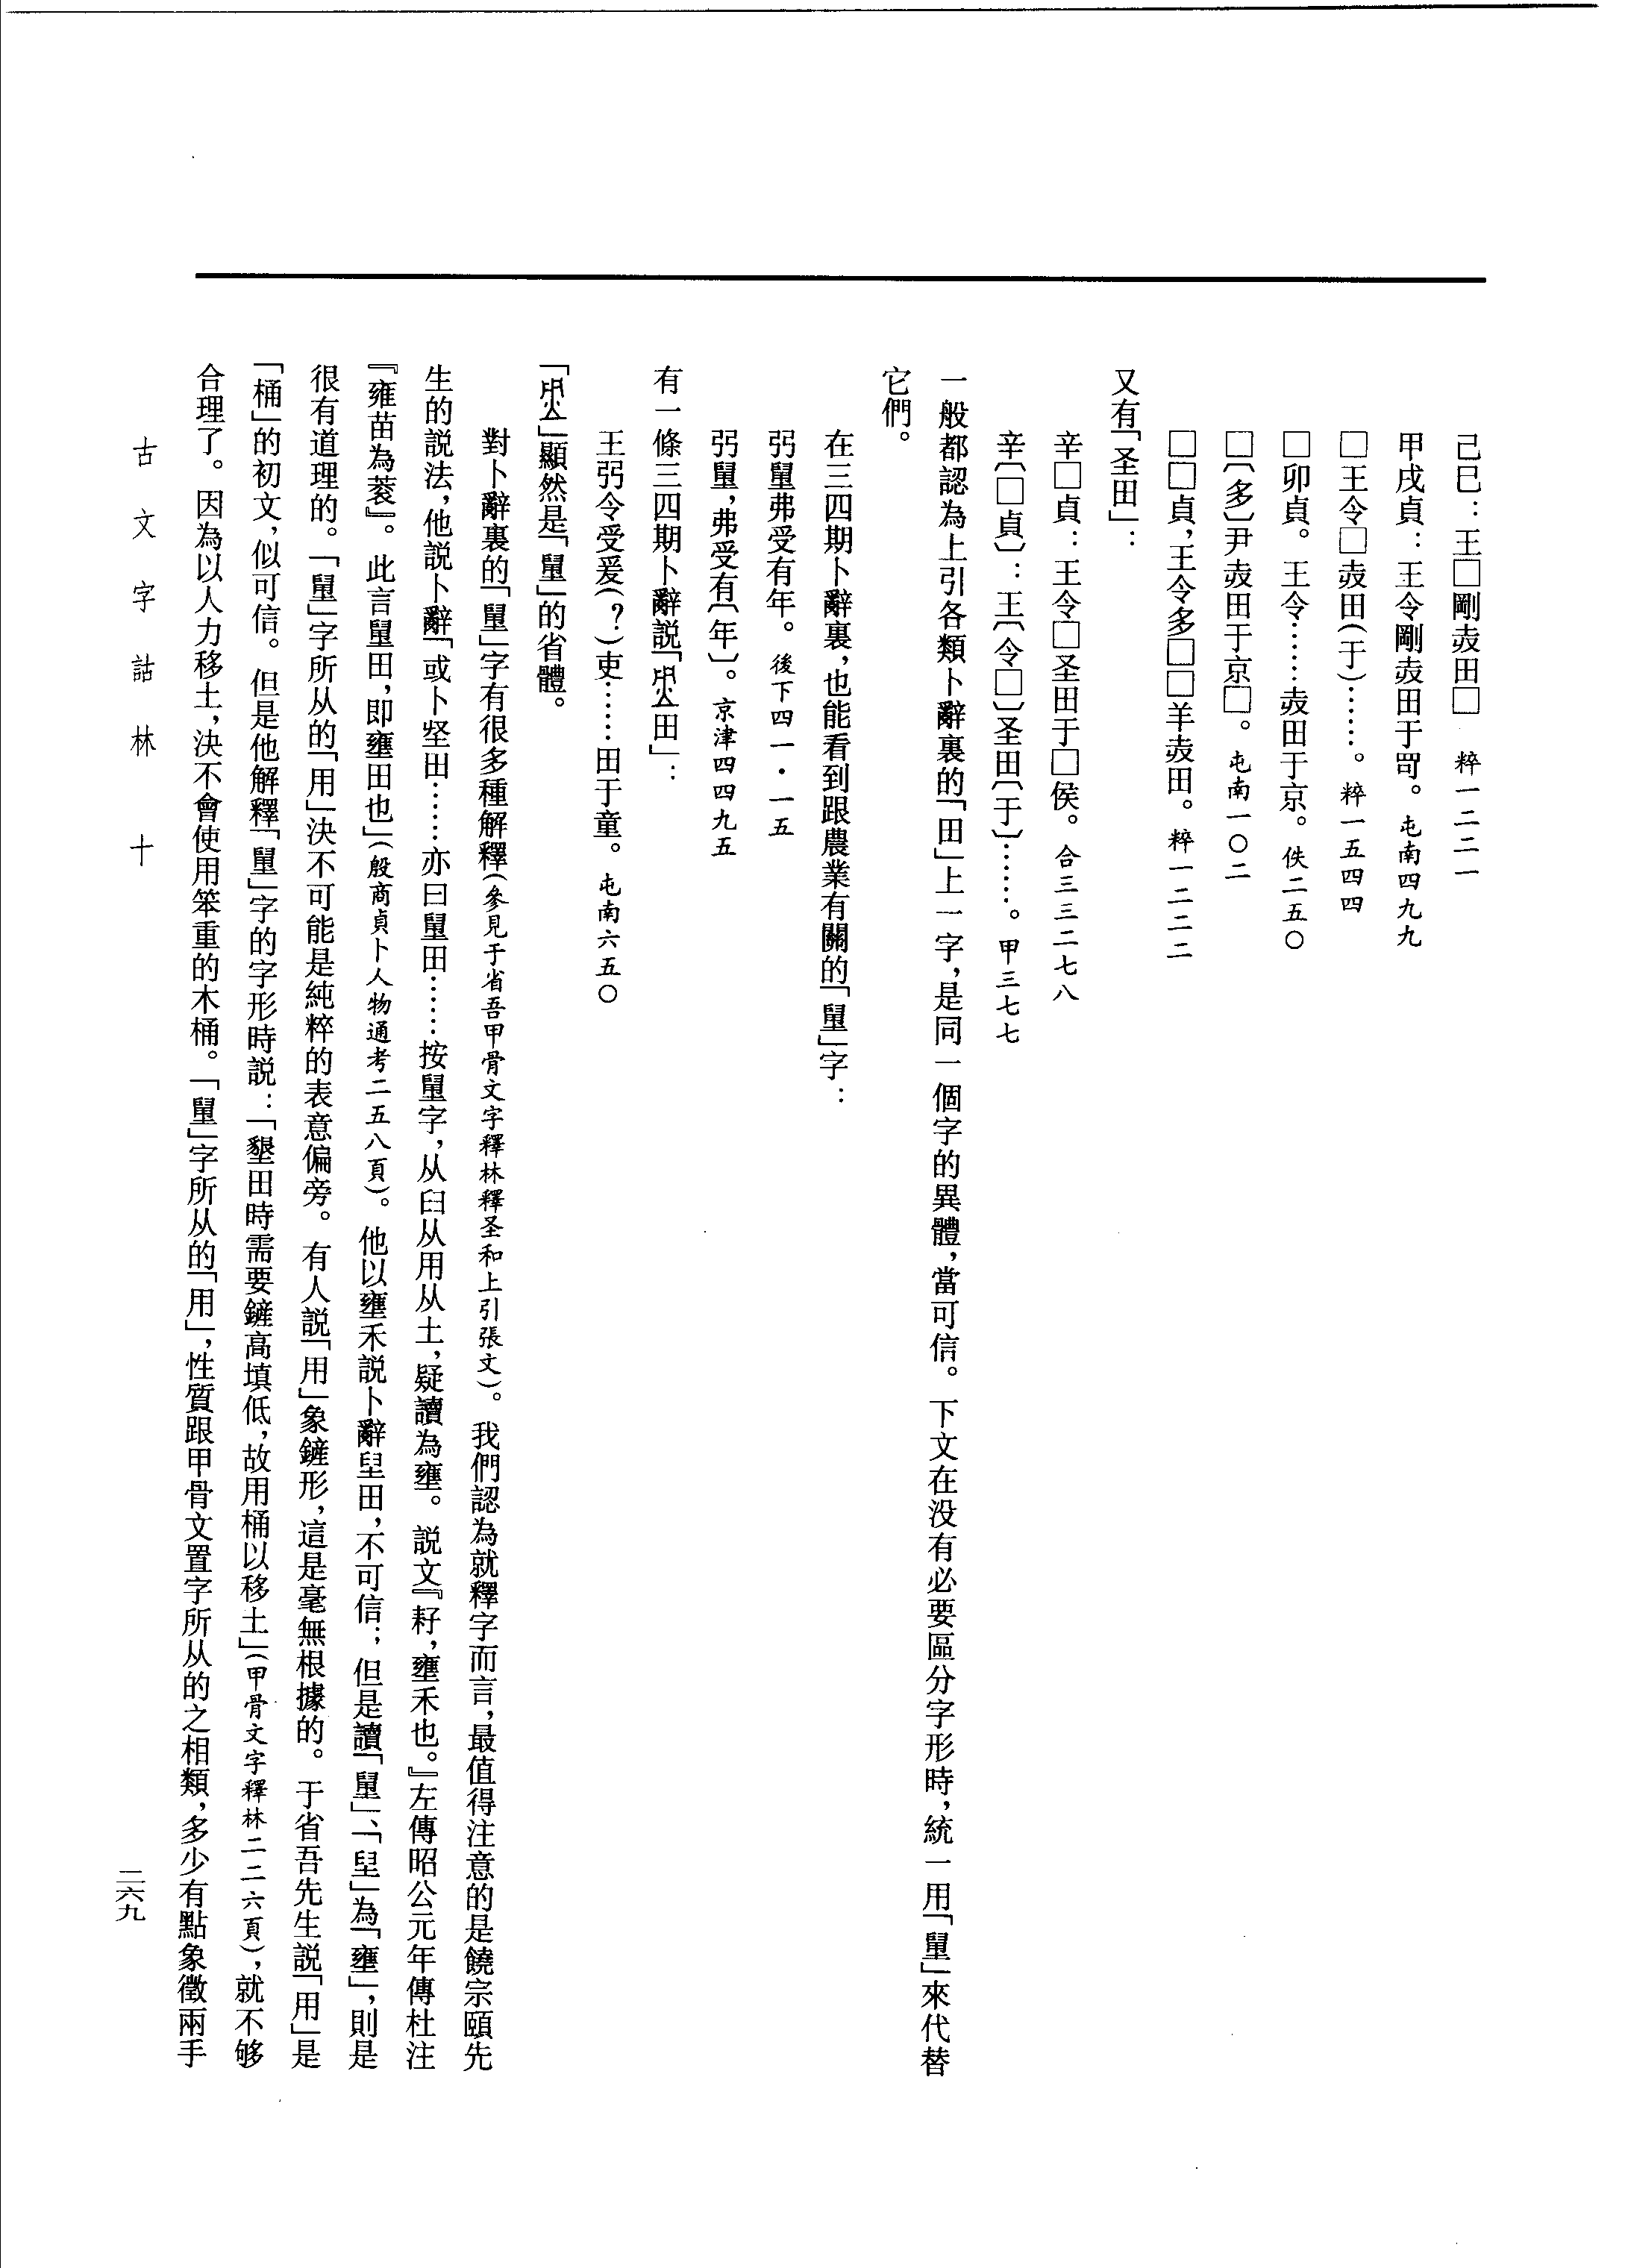 己巳：王□剛田□　粹一二二一
甲戌貞：王令剛田于䚽。屯南四九九
□王令□田（于）……。粹一五四四
□卯貞。王令……田于京。佚二五〇
□〔多〕尹田于京□。屯南一〇二
□□貞，王令多□□羊田。粹一二二二
又有「圣田」：
辛□貞：王令□圣田于□侯。合三三二七八
辛〔□貞〕：王〔令□〕圣田〔于〕……。甲三七七
一般都認為上引各類卜辭裏的「田」上一字，是同一個字的異體，當可信。下文在没有必要區分字形時，統一用「」來代替
它們。
在三四期卜辭裏，也能看到跟農業有關的「」字：
弜弗受有年。後下四一·一五
弜，弗受有〔年〕。京津四四九五
有一條三四期卜辭説「田」：
王弜令受爰（？）吏……田于童。屯南六五〇
「」顯然是「」的省體。
對卜辭裏的「」字有很多種解釋（參見于省吾甲骨文字釋林釋圣和上引張文）。我們認為就釋字而言，最值得注意的是饒宗頤先
生的説法，他説卜辭「或卜坚田……亦曰田……按字，从臼从用从土，疑讀為壅。説文『秄，壅禾也。』左傳昭公元年傳杜注
『雍苗為蔉』。此言田，即壅田也」（殷商貞卜人物通考二五八頁）。他以壅禾説卜辭田，不可信；但是讀「」、「」為「壅」，則是
很有道理的。「」字所从的「用」決不可能是純粹的表意偏旁。有人説「用」象鏟形，這是毫無根據的。于省吾先生説「用」是
「桶」的初文，似可信。但是他解釋「」字的字形時説：「墾田時需要鏟高填低，故用桶以移土」（甲骨文字釋林二二六頁），就不够
合理了。因為以人力移土，決不會使用笨重的木桶。「」字所从的「用」，性質跟甲骨文置字所从的之相類，多少有點象徵兩手
古文字詁林　十
二六九